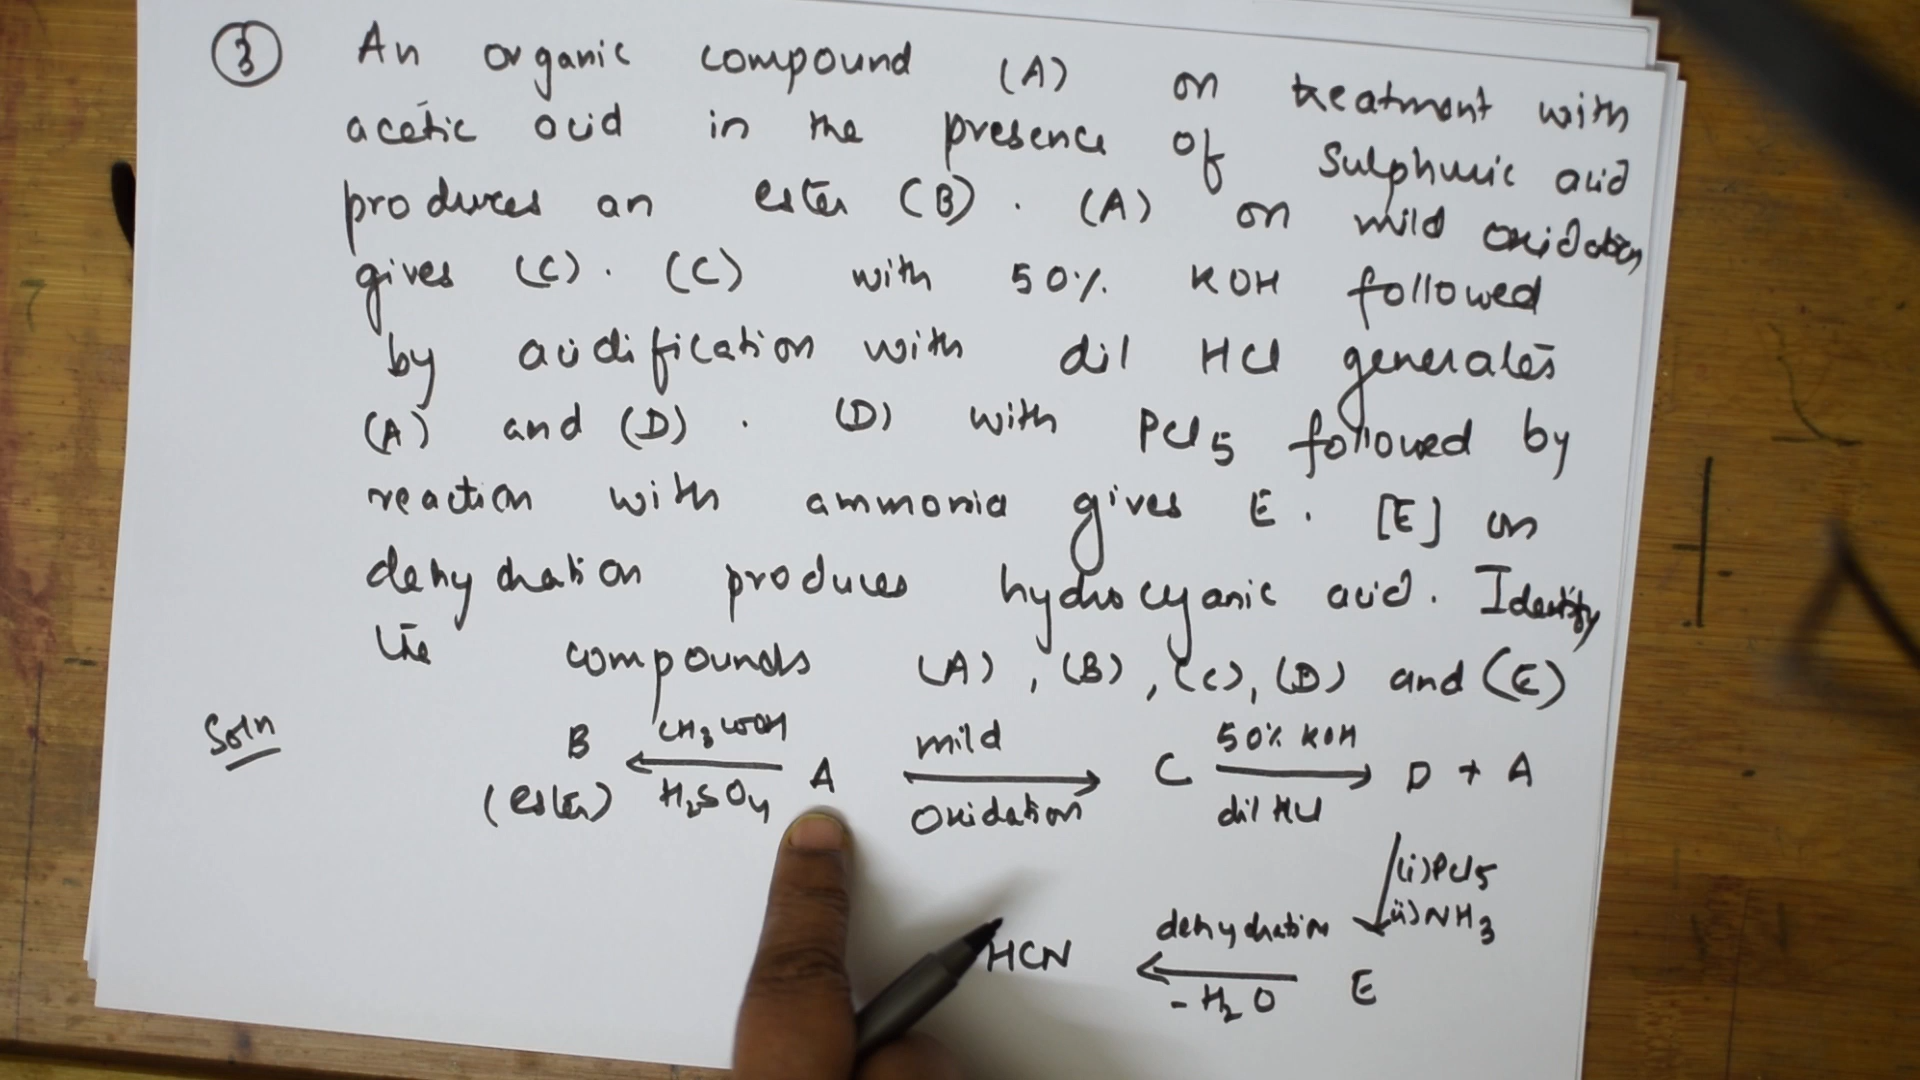 3 An organic compound (A) on treatment with
acetic acid in the presence of Sulphuric acid
produces an ester (B). (A) on mild oxidation
gives (C). (C) with 50% KOH followed
by acidification with dil HCl generates
(A) and (D). (D) with PCl5 followed by
reaction with ammonia gives E. [E] on
dehydration produces hydrocyanic acid. Identify
the compounds (A), (B), (C), (D) and (E)
Soln
B (ester) ← CH3COOH H2SO4 A mild Oxidation → C 50% KOH dil HCl → D + A
(i) PCl5
ii) NH3
HCN ← dehydration - H2O E